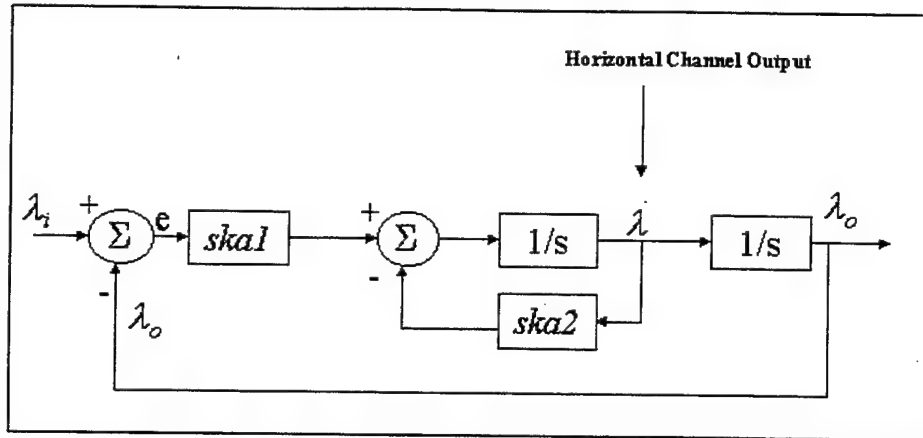 Horizontal Channel Output
λi
+
Σ
e
ska1
+
Σ
1/s
λ
1/s
λo
-
-
λo
ska2